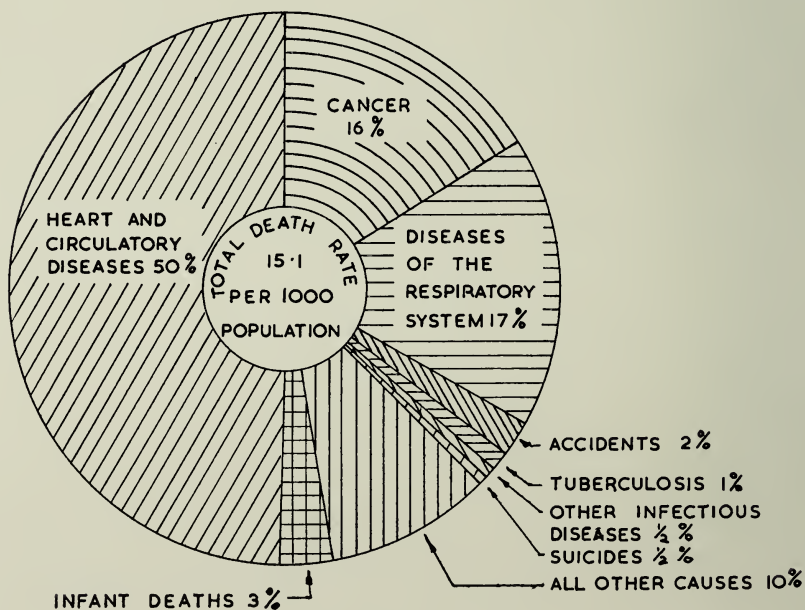 CANCER
16%
HEART AND
CIRCULATORY
DISEASES 50%
TOTAL DEATH RATE
15·1
PER 1000
POPULATION
DISEASES
OF THE
RESPIRATORY
SYSTEM 17%
ACCIDENTS 2%
TUBERCULOSIS 1%
OTHER INFECTIOUS
DISEASES ½%
SUICIDES ½%
ALL OTHER CAUSES 10%
INFANT DEATHS 3%